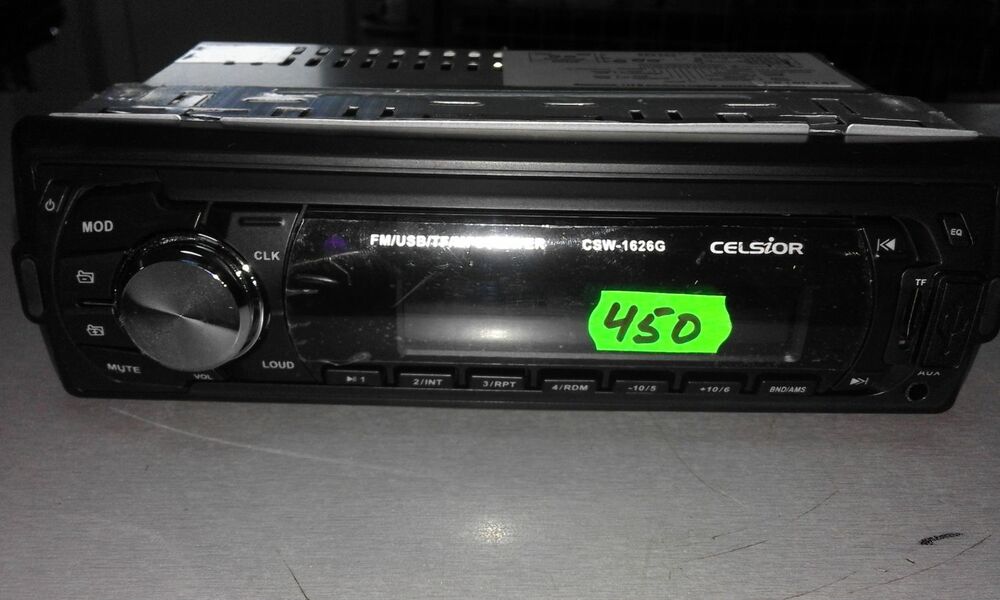 MOD
CLK
FM/USB/TF/
CSW-1626G
CELSIOR
EQ
TF
450
MUTE
VOL
LOUD
1
2/INT
3/RPT
4/RDM
-10/5
+10/6
BND/AMS
AUX